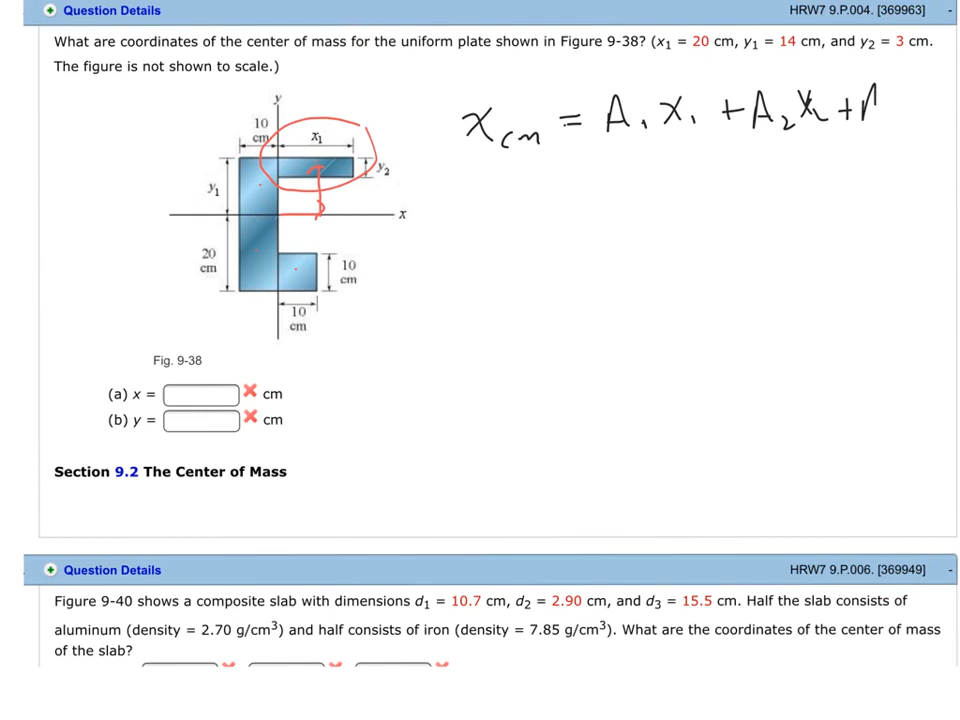 Question Details
HRW7 9.P.004. [369963] -
What are coordinates of the center of mass for the uniform plate shown in Figure 9-38? (x₁ = 20 cm, y₁ = 14 cm, and y₂ = 3 cm.
The figure is not shown to scale.)
x_cm = A₁ x₁ + A₂ x₂ +
y
10
cm
x₁
y₂
y₁
x
20
cm
10
cm
10
cm
Fig. 9-38
(a) x = cm
(b) y = cm
Section 9.2 The Center of Mass
Question Details
HRW7 9.P.006. [369949] -
Figure 9-40 shows a composite slab with dimensions d₁ = 10.7 cm, d₂ = 2.90 cm, and d₃ = 15.5 cm. Half the slab consists of
aluminum (density = 2.70 g/cm³) and half consists of iron (density = 7.85 g/cm³). What are the coordinates of the center of mass
of the slab?